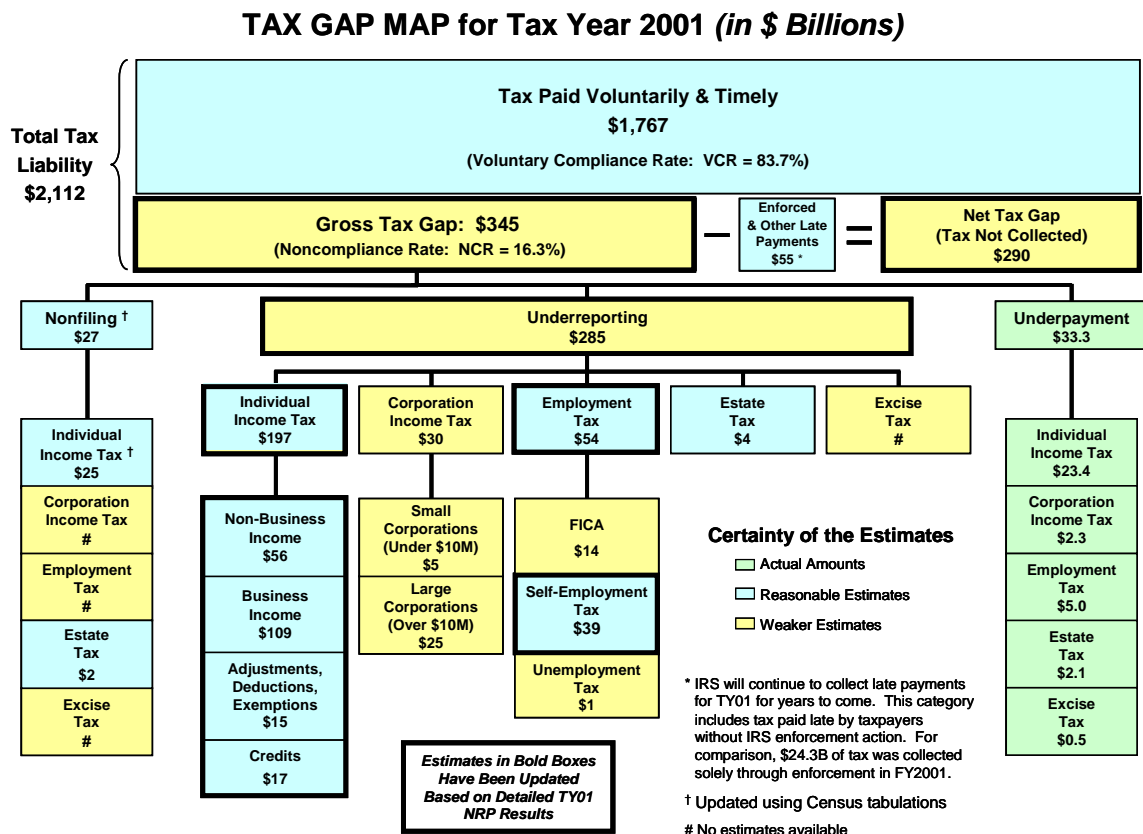 TAX GAP MAP for Tax Year 2001 (in $ Billions)
Total Tax
Liability
$2,112
Tax Paid Voluntarily & Timely
$1,767
(Voluntary Compliance Rate: VCR = 83.7%)
Gross Tax Gap: $345
(Noncompliance Rate: NCR = 16.3%)
Enforced
& Other Late
Payments
$55 *
Net Tax Gap
(Tax Not Collected)
$290
Nonfiling †
$27
Underreporting
$285
Underpayment
$33.3
Individual
Income Tax †
$25
Corporation
Income Tax
#
Employment
Tax
#
Estate
Tax
$2
Excise
Tax
#
Individual
Income Tax
$197
Corporation
Income Tax
$30
Employment
Tax
$54
Estate
Tax
$4
Excise
Tax
#
Non-Business
Income
$56
Business
Income
$109
Adjustments,
Deductions,
Exemptions
$15
Credits
$17
Small
Corporations
(Under $10M)
$5
Large
Corporations
(Over $10M)
$25
FICA
$14
Self-Employment
Tax
$39
Unemployment
Tax
$1
Individual
Income Tax
$23.4
Corporation
Income Tax
$2.3
Employment
Tax
$5.0
Estate
Tax
$2.1
Excise
Tax
$0.5
Certainty of the Estimates
Actual Amounts
Reasonable Estimates
Weaker Estimates
Estimates in Bold Boxes
Have Been Updated
Based on Detailed TY01
NRP Results
* IRS will continue to collect late payments
for TY01 for years to come. This category
includes tax paid late by taxpayers
without IRS enforcement action. For
comparison, $24.3B of tax was collected
solely through enforcement in FY2001.
† Updated using Census tabulations
# No estimates available